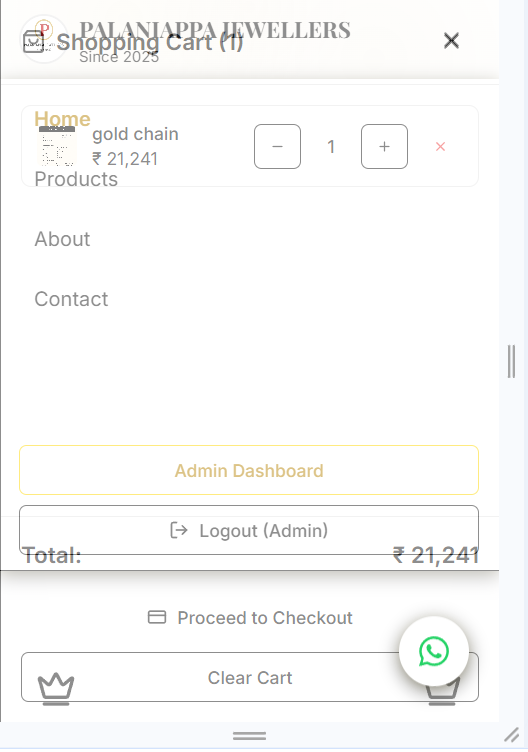 P
PALANIAPPA JEWELLERS
Shopping Cart (1)
Since 2025
Home
gold chain
₹ 21,241
− 1 + ×
Products
About
Contact
Admin Dashboard
Logout (Admin)
Total: ₹ 21,241
Proceed to Checkout
Clear Cart